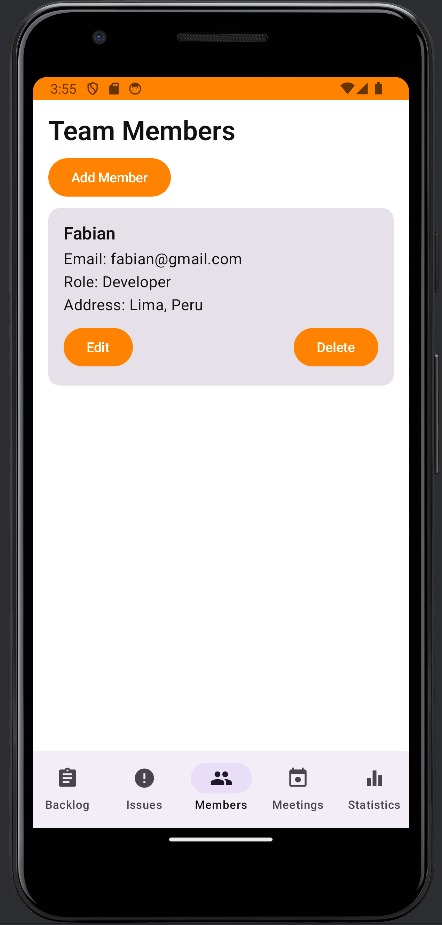 3:55
Team Members
Add Member
Fabian
Email: fabian@gmail.com
Role: Developer
Address: Lima, Peru
Edit Delete
Backlog Issues Members Meetings Statistics